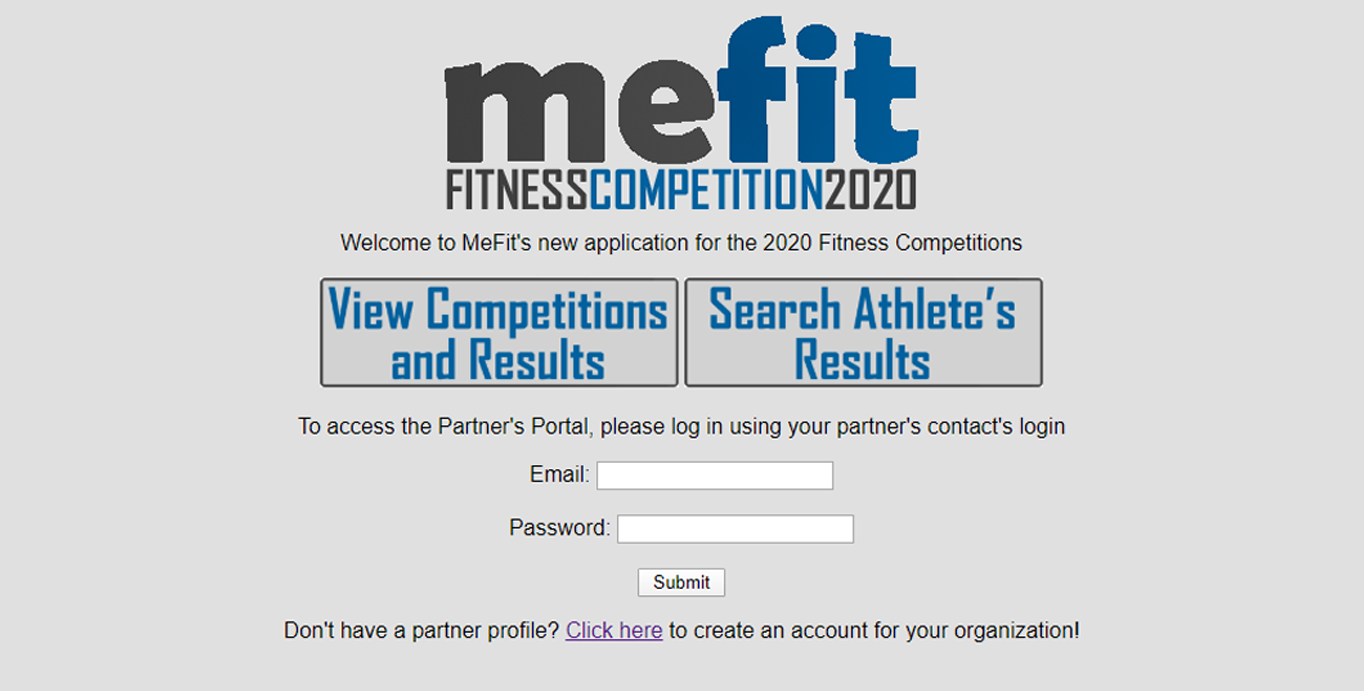 mefit
FITNESSCOMPETITION2020
Welcome to MeFit's new application for the 2020 Fitness Competitions
View Competitions
and Results
Search Athlete's
Results
To access the Partner's Portal, please log in using your partner's contact's login
Email:
Password:
Submit
Don't have a partner profile? Click here to create an account for your organization!